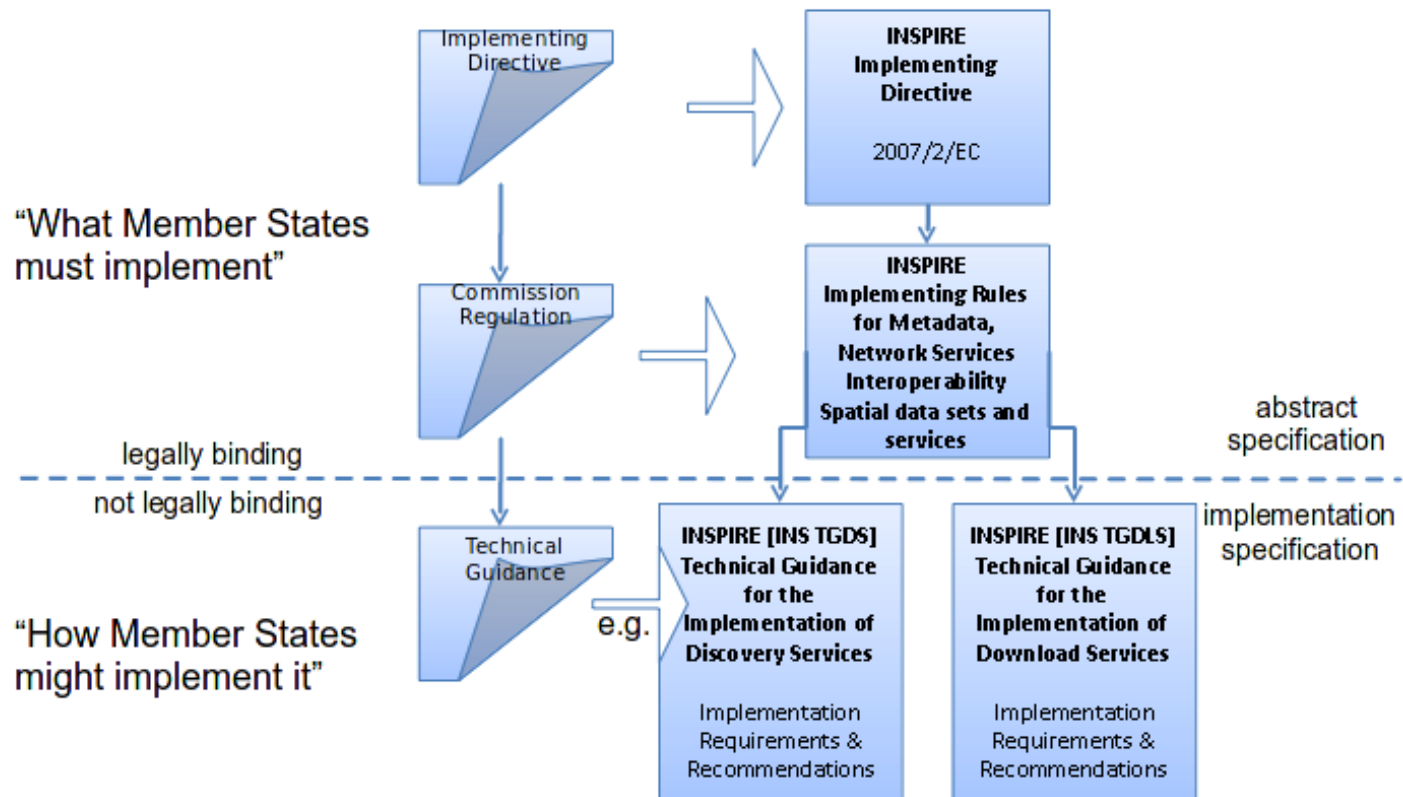 Implementing
Directive
INSPIRE
Implementing
Directive
2007/2/EC
“What Member States
must implement”
Commission
Regulation
INSPIRE
Implementing Rules
for Metadata,
Network Services
Interoperability
Spatial data sets and
services
abstract
specification
legally binding
not legally binding
implementation
specification
Technical
Guidance
e.g.
“How Member States
might implement it”
INSPIRE [INS TGDS]
Technical Guidance
for the
Implementation of
Discovery Services
Implementation
Requirements &
Recommendations
INSPIRE [INS TGDLS]
Technical Guidance
for the
Implementation of
Download Services
Implementation
Requirements &
Recommendations